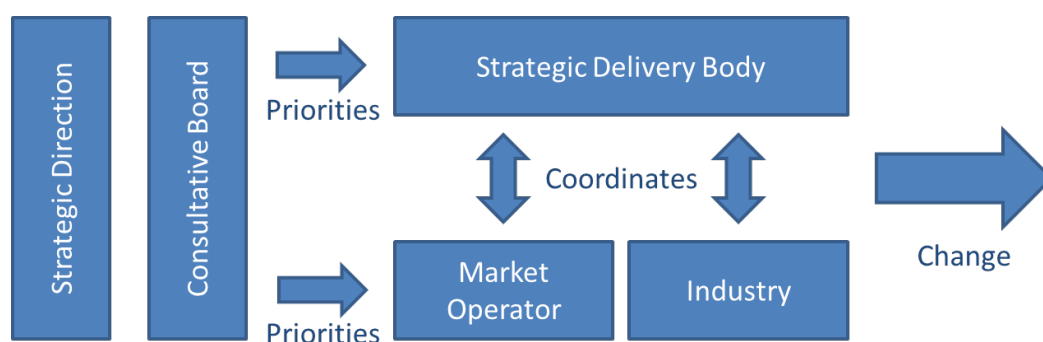 Strategic Direction
Consultative Board
Priorities
Strategic Delivery Body
Coordinates
Priorities
Market
Operator
Industry
Change